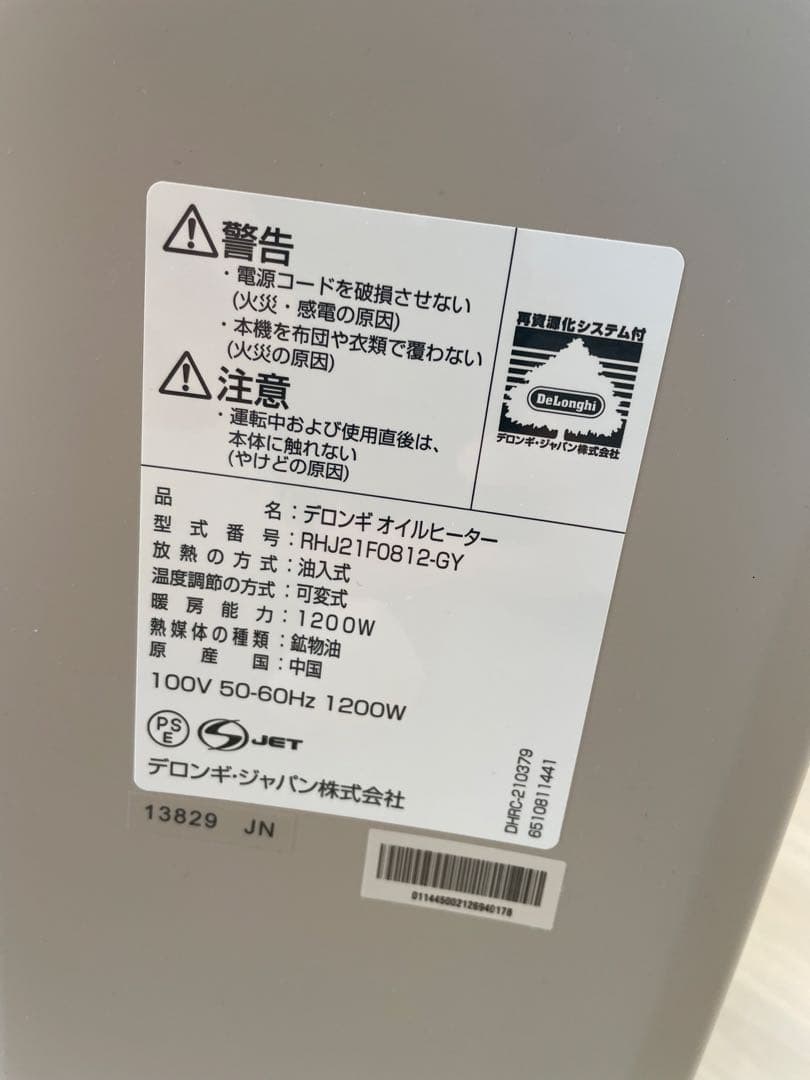 警告
・電源コードを破損させない
(火災・感電の原因)
・本機を布団や衣類で覆わない
(火災の原因)
注意
・運転中および使用直後は、
本体に触れない
(やけどの原因)
再資源化システム付
DeLonghi
デロンギ・ジャパン株式会社
品名：デロンギ オイルヒーター
型式番号：RHJ21F0812-GY
放熱の方式：油入式
温度調節の方式：可変式
暖房能力：1200W
熱媒体の種類：鉱物油
原産国：中国
100V 50-60Hz 1200W
PS
E
JET
デロンギ・ジャパン株式会社
DHRC-210379
6510811441
13829 JN
011445002126940178